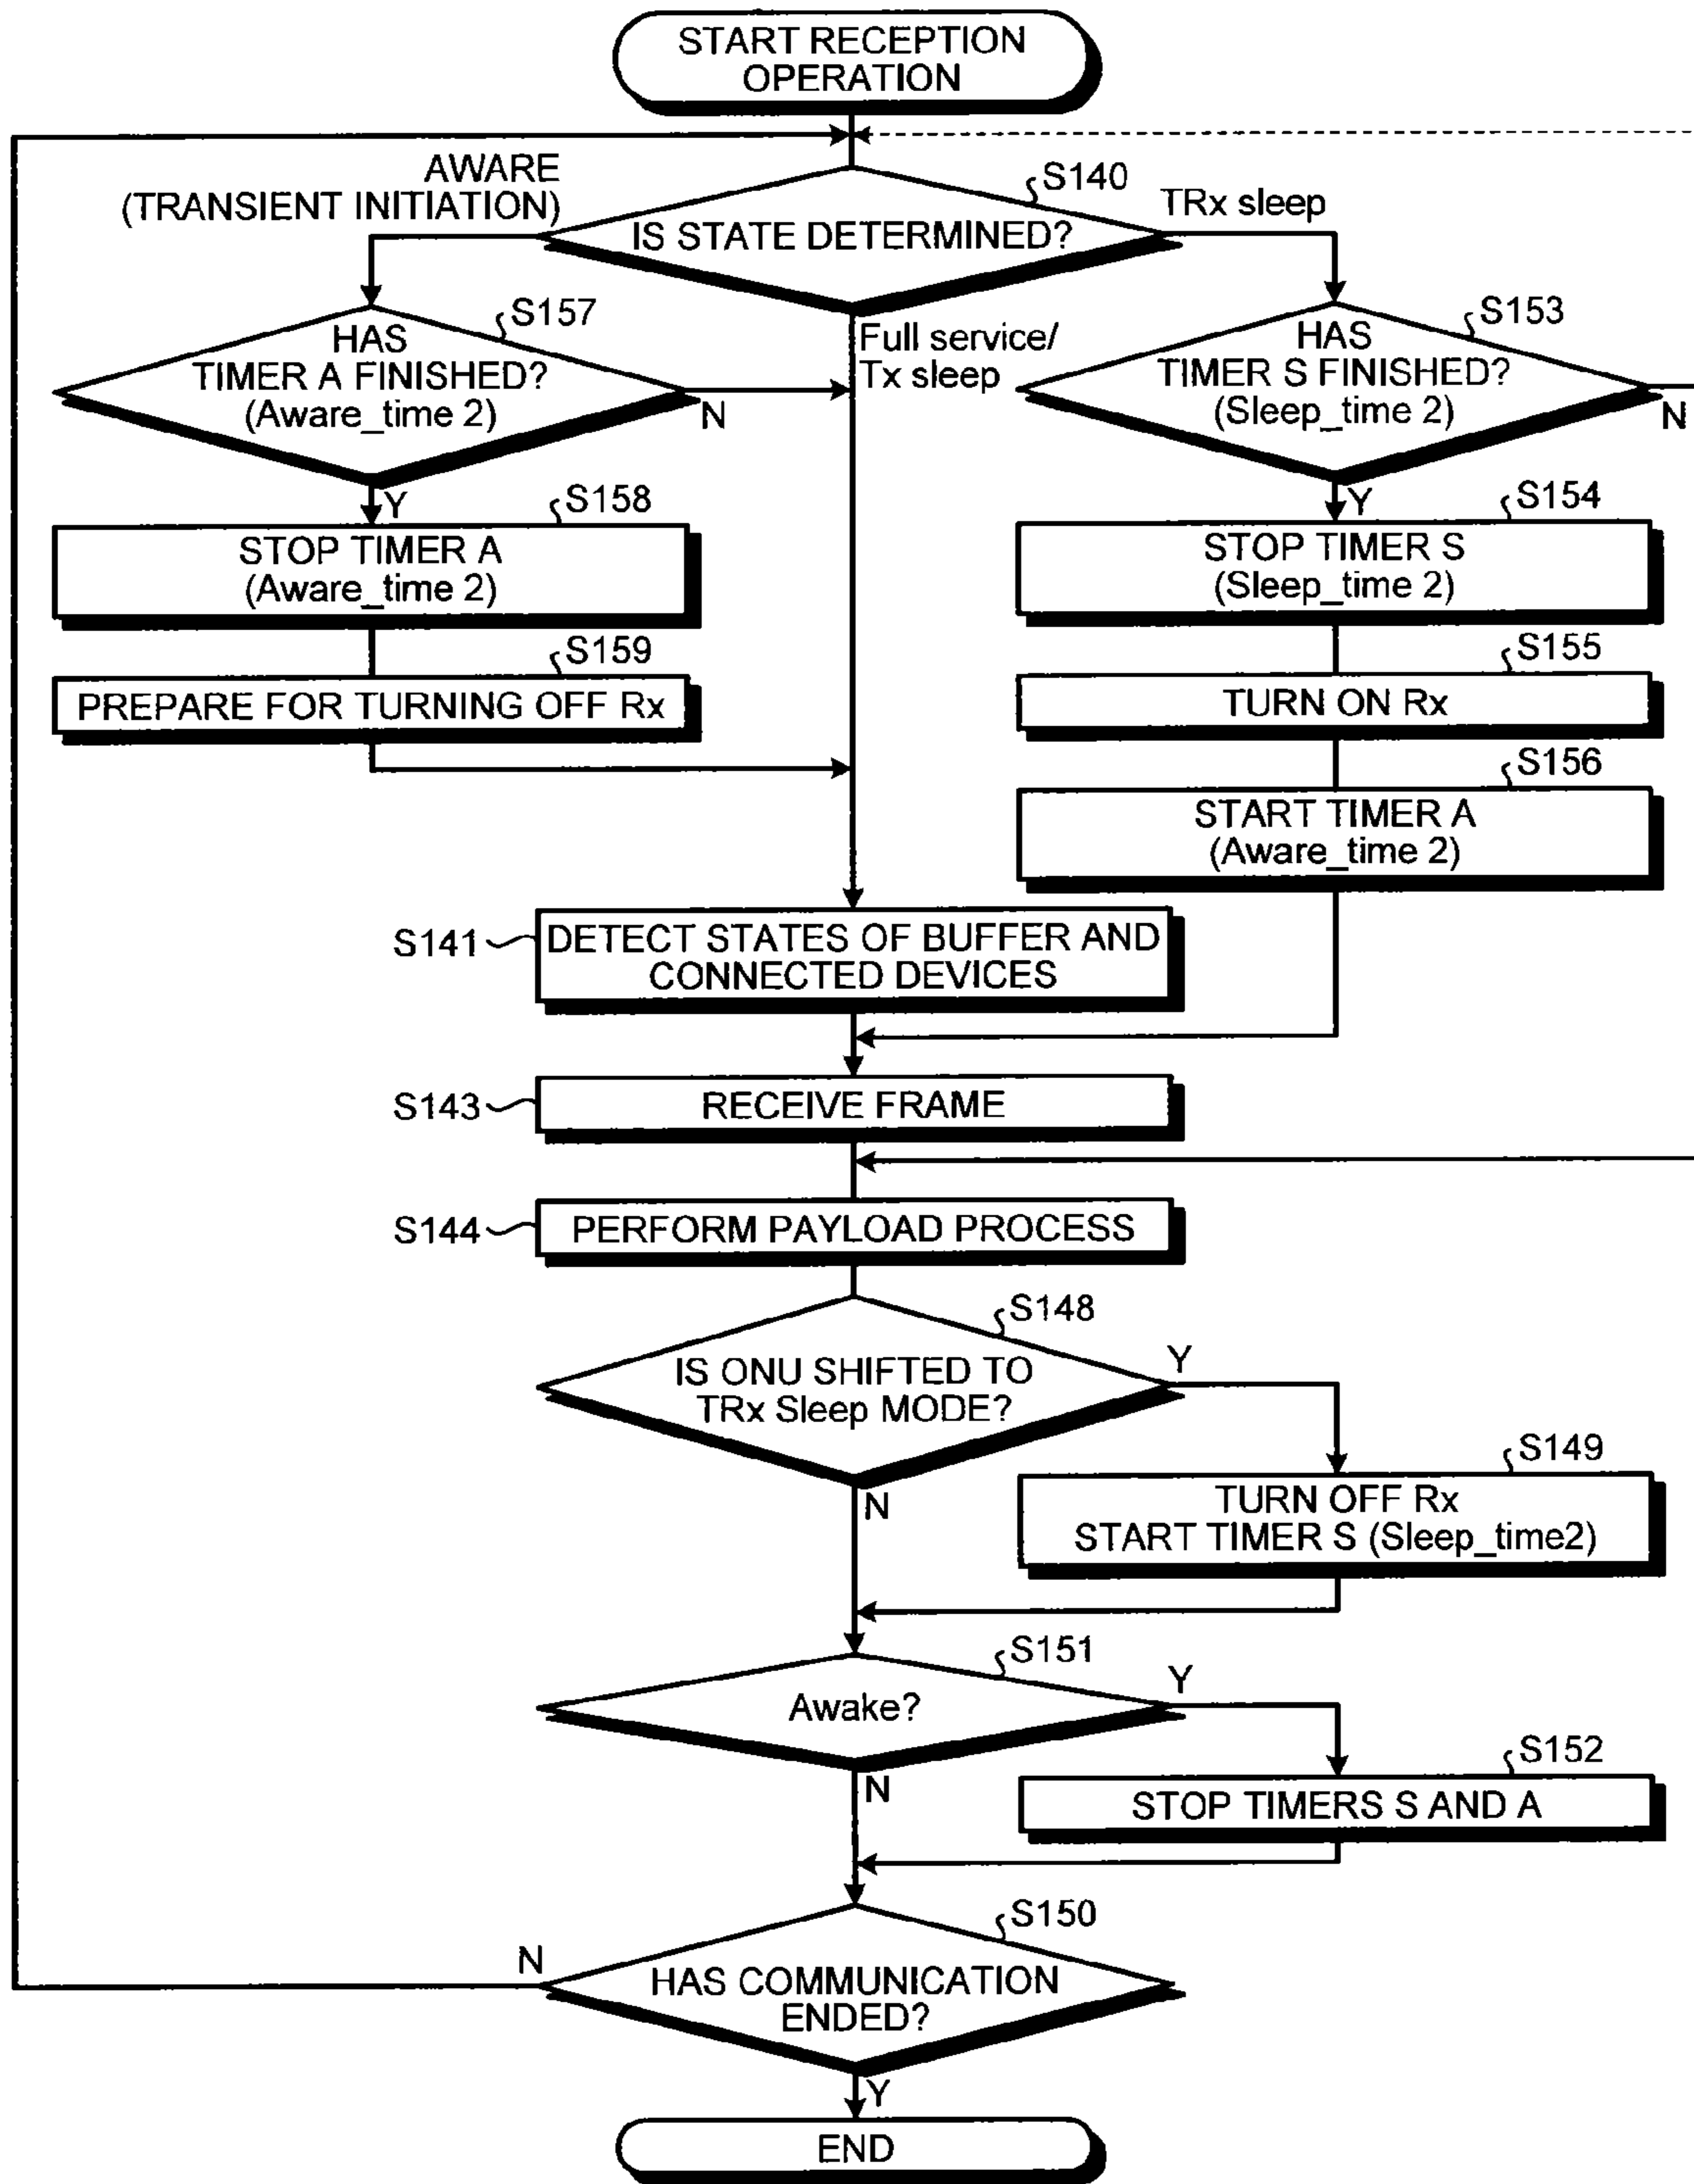 START RECEPTION
OPERATION
AWARE
(TRANSIENT INITIATION)
S140
TRx sleep
IS STATE DETERMINED?
S157
HAS
TIMER A FINISHED?
(Aware_time 2)
N
Full service/
Tx sleep
S153
HAS
TIMER S FINISHED?
(Sleep_time 2)
N
Y
S158
STOP TIMER A
(Aware_time 2)
S159
PREPARE FOR TURNING OFF Rx
Y
S154
STOP TIMER S
(Sleep_time 2)
S155
TURN ON Rx
S156
START TIMER A
(Aware_time 2)
S141
DETECT STATES OF BUFFER AND
CONNECTED DEVICES
S143
RECEIVE FRAME
S144
PERFORM PAYLOAD PROCESS
S148
IS ONU SHIFTED TO
TRx Sleep MODE?
Y
N
S149
TURN OFF Rx
START TIMER S (Sleep_time2)
S151
Awake?
Y
N
S152
STOP TIMERS S AND A
S150
HAS COMMUNICATION
ENDED?
N
Y
END